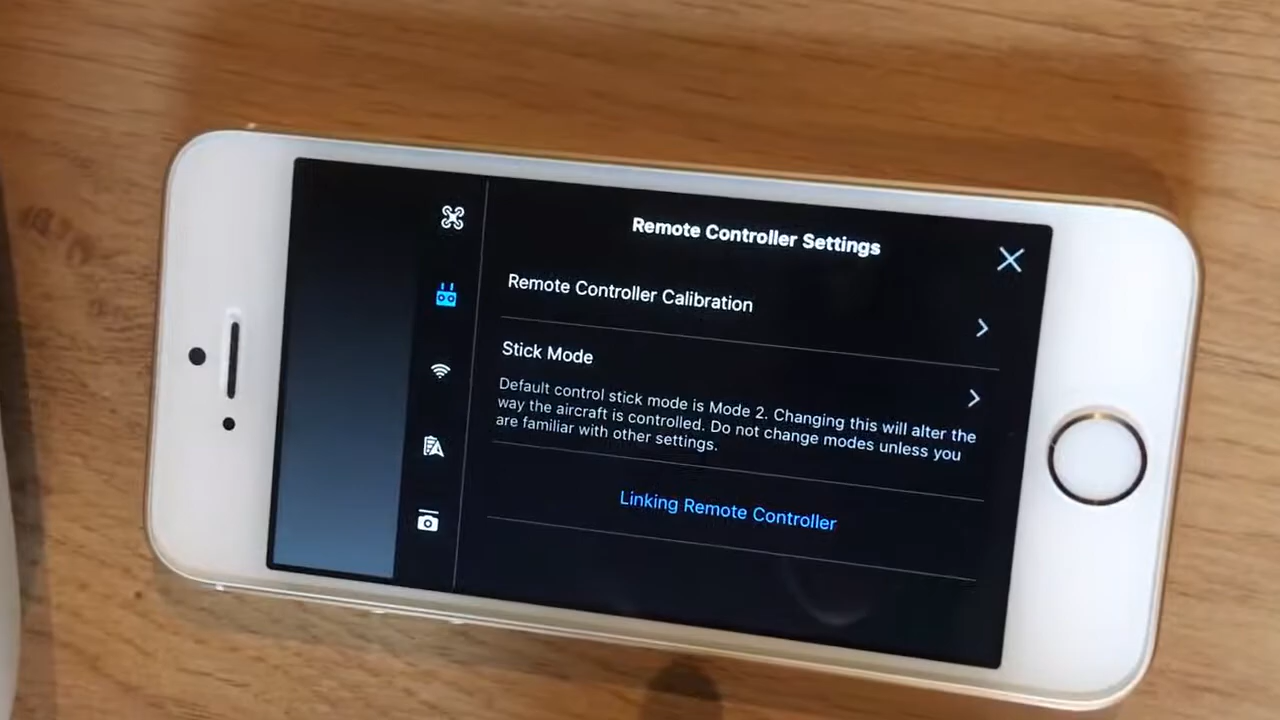 Remote Controller Settings
Remote Controller Calibration
Stick Mode
Default control stick mode is Mode 2. Changing this will alter the
way the aircraft is controlled. Do not change modes unless you
are familiar with other settings.
Linking Remote Controller